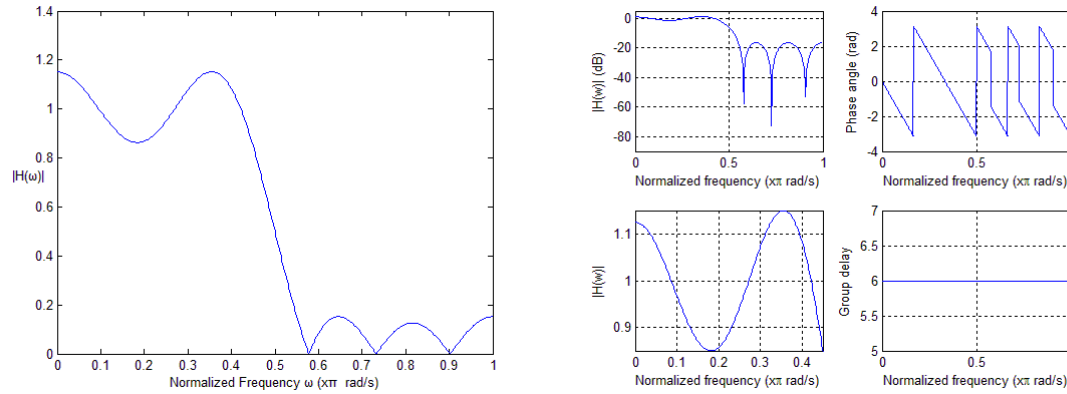 1.4
1.2
1
0.8
|H(ω)|
0.6
0.4
0.2
0
0 0.1 0.2 0.3 0.4 0.5 0.6 0.7 0.8 0.9 1
Normalized Frequency ω (xπ rad/s)
0
-20
-40
-60
-80
|H(w)| (dB)
0 0.5 1
Normalized frequency (xπ rad/s)
4
2
0
-2
-4
Phase angle (rad)
0 0.5
Normalized frequency (xπ rad/s)
1.1
1
0.9
|H(w)|
0 0.1 0.2 0.3 0.4
Normalized frequency (xπ rad/s)
7
6.5
6
5.5
5
Group delay
0 0.5
Normalized frequency (xπ rad/s)